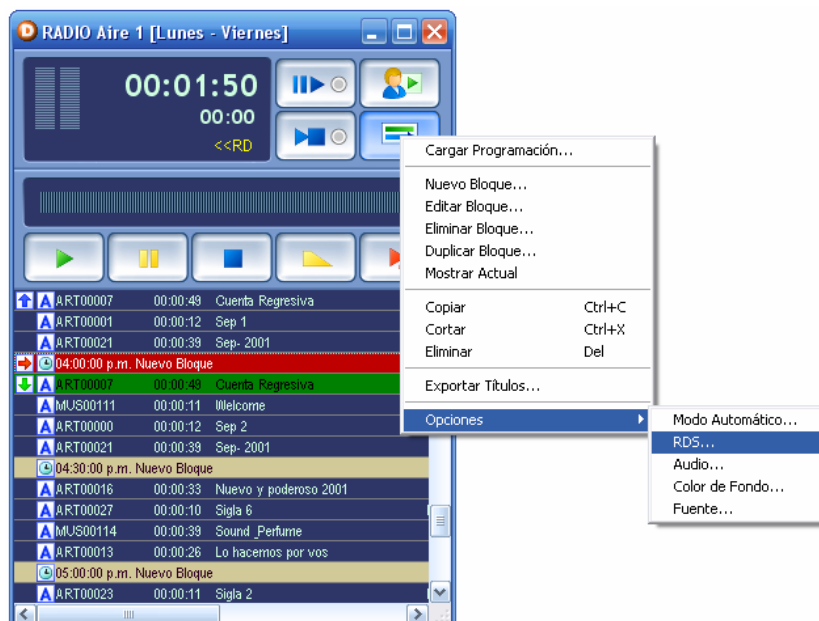 RADIO Aire 1 [Lunes - Viernes]
00:01:50
00:00
<<RD
Cargar Programación...
Nuevo Bloque...
Editar Bloque...
Eliminar Bloque...
Duplicar Bloque...
Mostrar Actual
Copiar Ctrl+C
Cortar Ctrl+X
Eliminar Del
Exportar Títulos...
Opciones
Modo Automático...
RDS...
Audio...
Color de Fondo...
Fuente...
A ART00007 00:00:49 Cuenta Regresiva
A ART00001 00:00:12 Sep 1
A ART00021 00:00:39 Sep- 2001
04:00:00 p.m. Nuevo Bloque
A ART00007 00:00:49 Cuenta Regresiva
A MUS00111 00:00:11 Welcome
A ART00000 00:00:12 Sep 2
A ART00021 00:00:39 Sep- 2001
04:30:00 p.m. Nuevo Bloque
A ART00016 00:00:33 Nuevo y poderoso 2001
A ART00027 00:00:10 Sigla 6
A MUS00114 00:00:39 Sound_Perfume
A ART00013 00:00:26 Lo hacemos por vos
05:00:00 p.m. Nuevo Bloque
A ART00023 00:00:11 Sigla 2